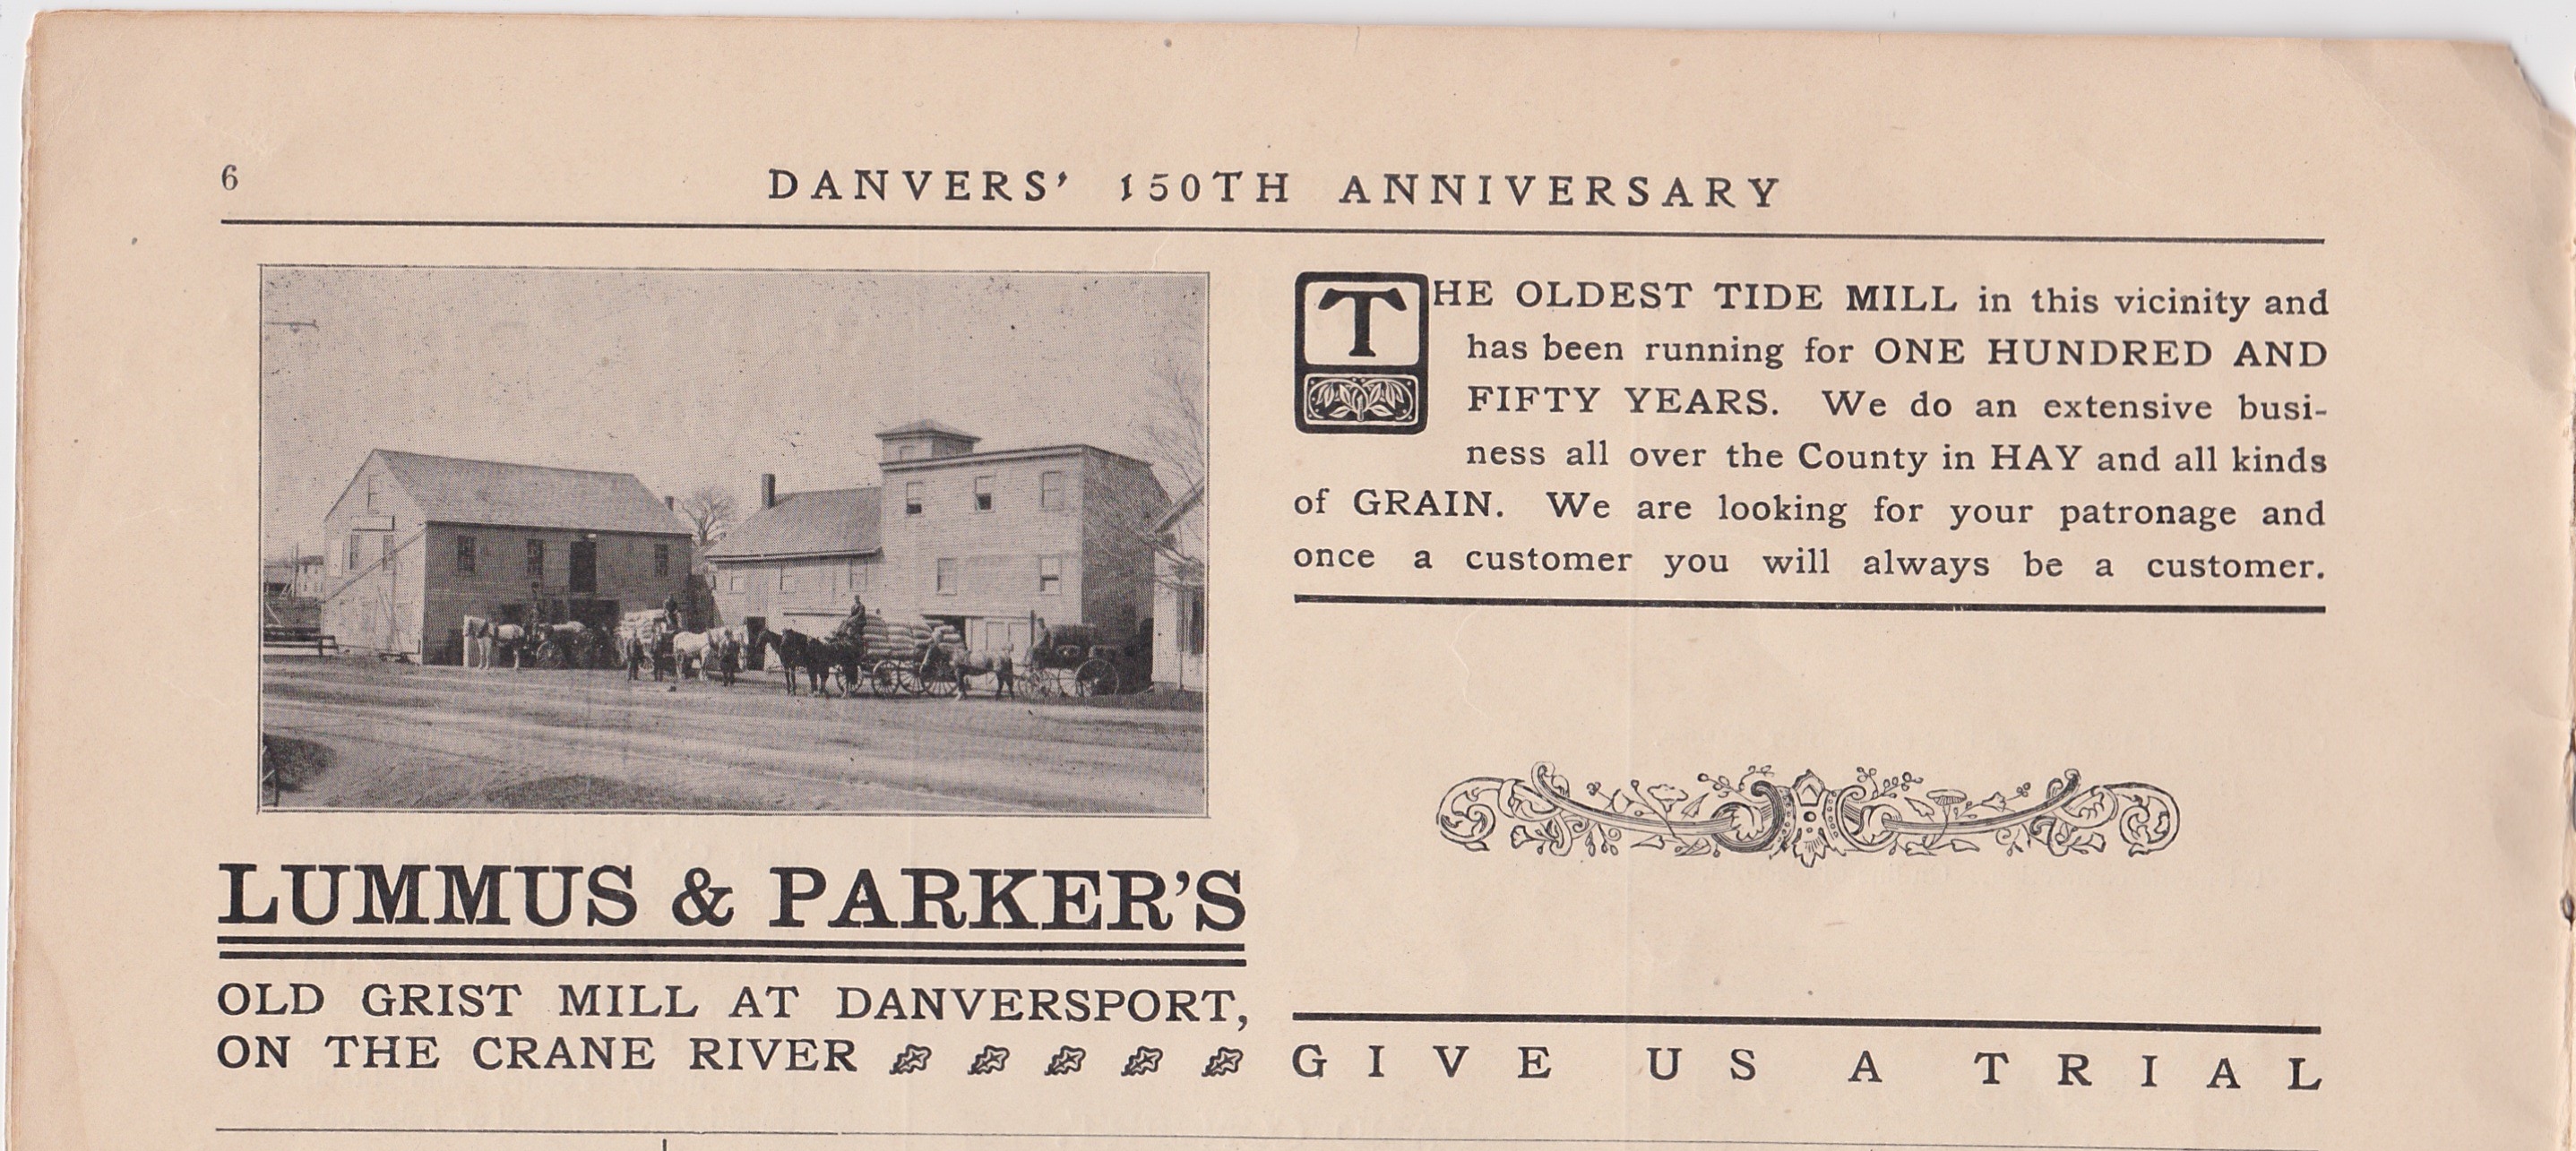 6
DANVERS' 150TH ANNIVERSARY
THE OLDEST TIDE MILL in this vicinity and
has been running for ONE HUNDRED AND
FIFTY YEARS. We do an extensive busi-
ness all over the County in HAY and all kinds
of GRAIN. We are looking for your patronage and
once a customer you will always be a customer.
LUMMUS & PARKER'S
OLD GRIST MILL AT DANVERSPORT,
ON THE CRANE RIVER
GIVE US A TRIAL